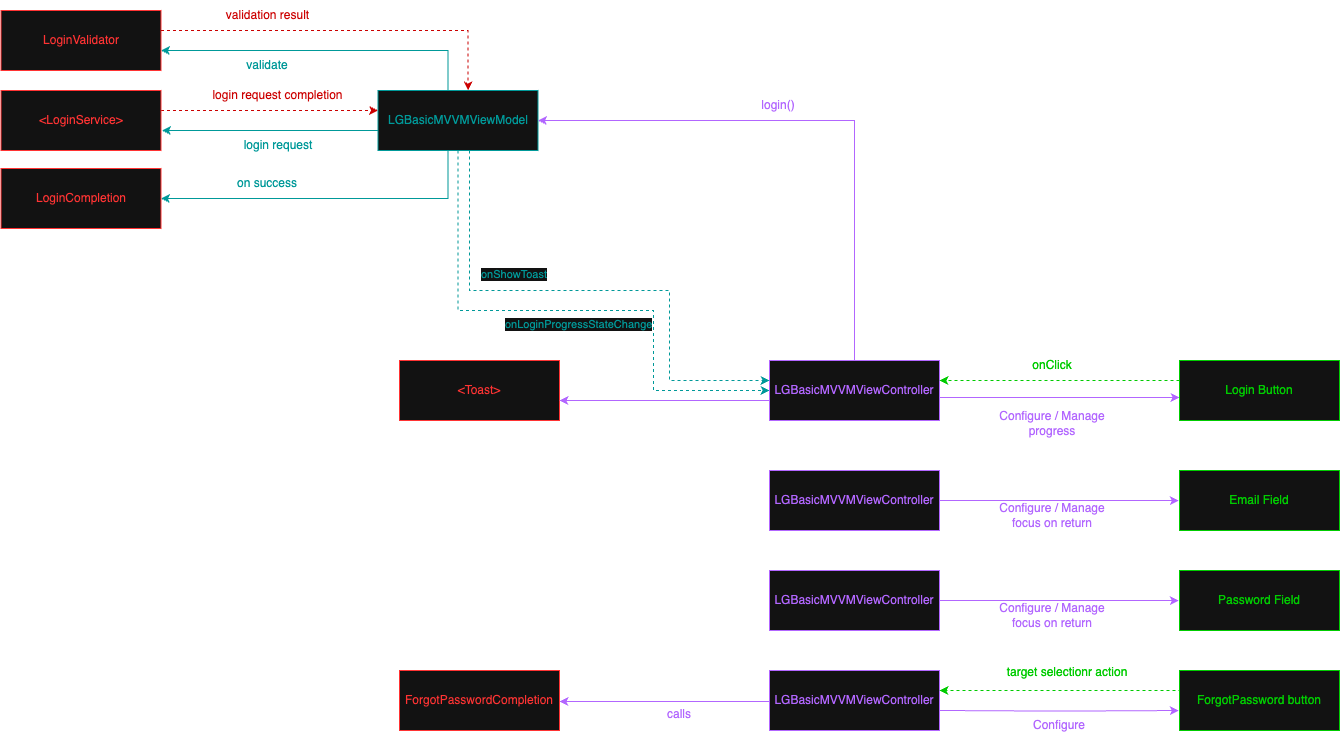 validation result
LoginValidator
validate
login request completion
<LoginService>
LGBasicMVVMViewModel
login()
login request
on success
LoginCompletion
onShowToast
onLoginProgressStateChange
<Toast>
LGBasicMVVMViewController
onClick
Login Button
Configure / Manage
progress
LGBasicMVVMViewController
Configure / Manage
focus on return
Email Field
LGBasicMVVMViewController
Configure / Manage
focus on return
Password Field
ForgotPasswordCompletion
calls
LGBasicMVVMViewController
target selectionr action
ForgotPassword button
Configure